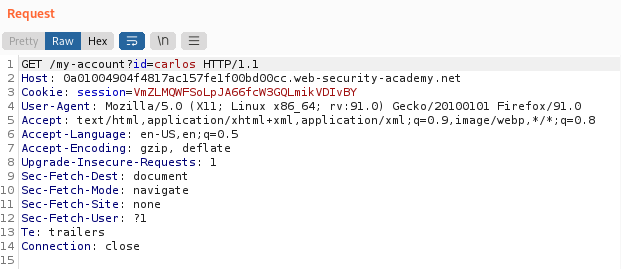 Request
Pretty Raw Hex \n
1 GET /my-account?id=carlos HTTP/1.1
2 Host: 0a01004904f4817ac157fe1f00bd00cc.web-security-academy.net
3 Cookie: session=VmZLMQWFSoLpJA66fcW3GQLmikVDIvBY
4 User-Agent: Mozilla/5.0 (X11; Linux x86_64; rv:91.0) Gecko/20100101 Firefox/91.0
5 Accept: text/html,application/xhtml+xml,application/xml;q=0.9,image/webp,*/*;q=0.8
6 Accept-Language: en-US,en;q=0.5
7 Accept-Encoding: gzip, deflate
8 Upgrade-Insecure-Requests: 1
9 Sec-Fetch-Dest: document
10 Sec-Fetch-Mode: navigate
11 Sec-Fetch-Site: none
12 Sec-Fetch-User: ?1
13 Te: trailers
14 Connection: close
15